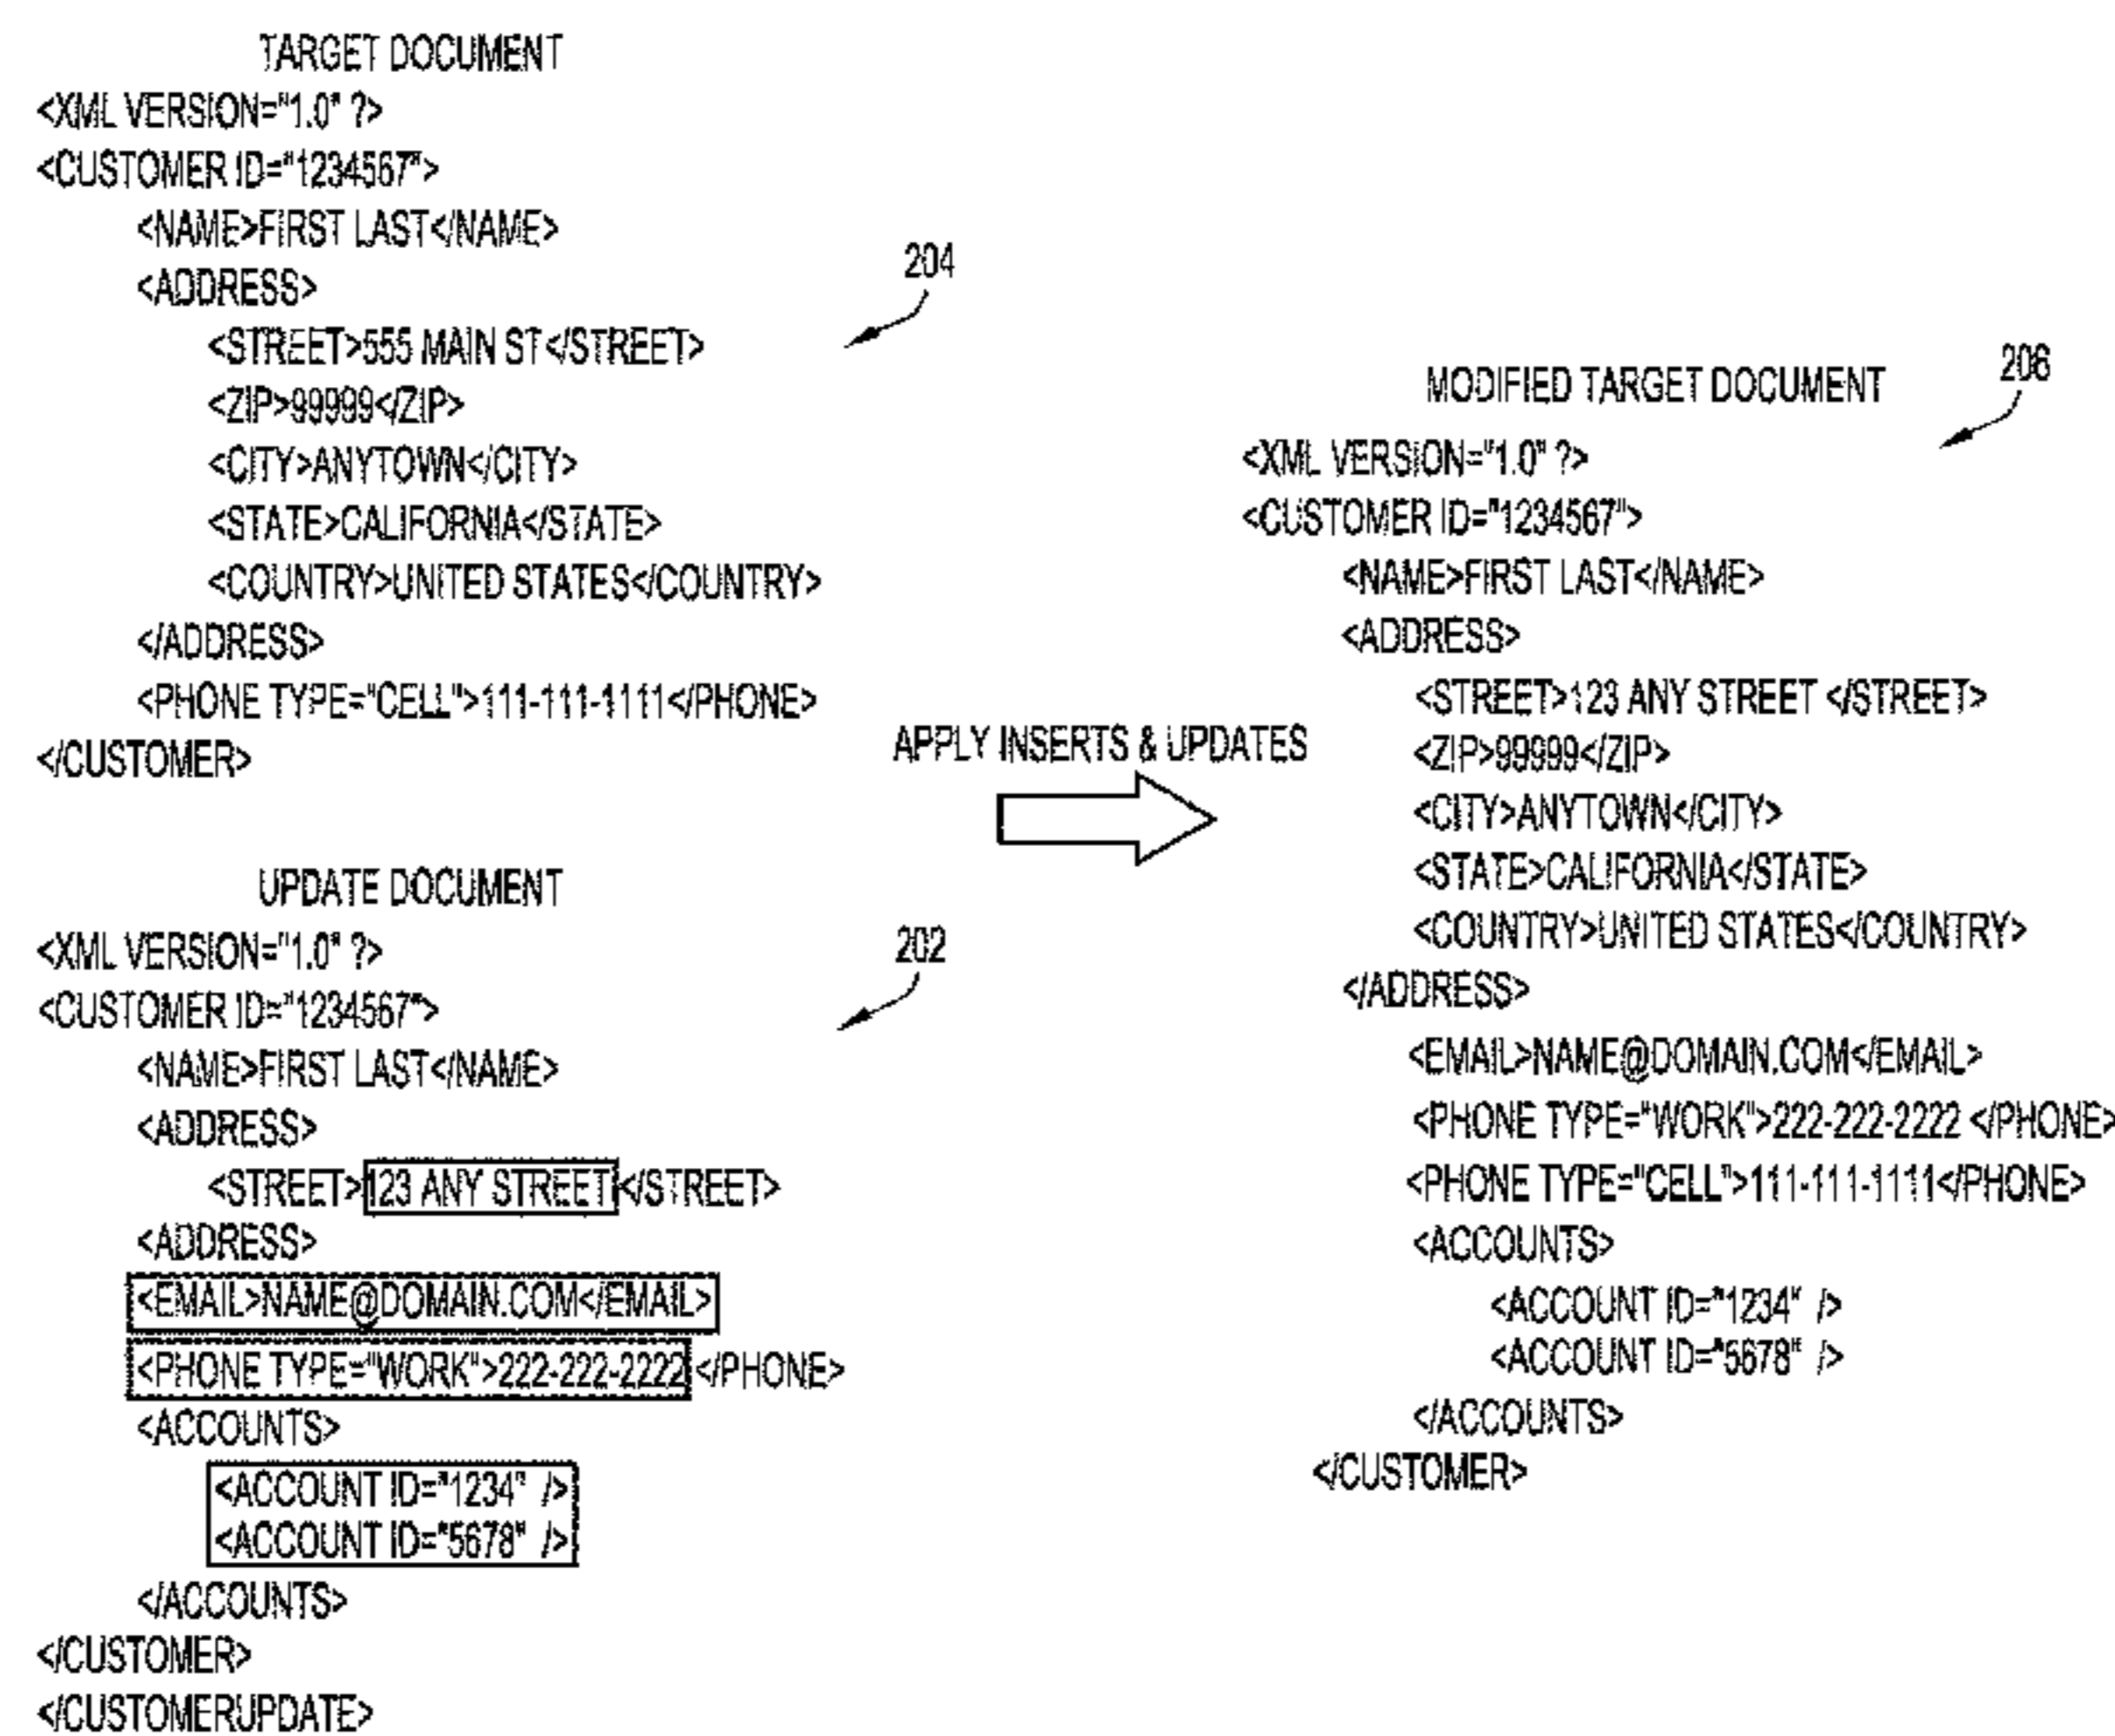 TARGET DOCUMENT
<XML VERSION="1.0" ?>
<CUSTOMER ID="1234567">
<NAME>FIRST LAST</NAME>
<ADDRESS>
<STREET>555 MAIN ST</STREET>
<ZIP>99999</ZIP>
<CITY>ANYTOWN</CITY>
<STATE>CALIFORNIA</STATE>
<COUNTRY>UNITED STATES</COUNTRY>
</ADDRESS>
<PHONE TYPE="CELL">111-111-1111</PHONE>
</CUSTOMER>
204
UPDATE DOCUMENT
<XML VERSION="1.0" ?>
<CUSTOMER ID="1234567">
<NAME>FIRST LAST</NAME>
<ADDRESS>
<STREET>123 ANY STREET</STREET>
<ADDRESS>
<EMAIL>NAME@DOMAIN.COM</EMAIL>
<PHONE TYPE="WORK">222-222-2222 </PHONE>
<ACCOUNTS>
<ACCOUNT ID="1234" />
<ACCOUNT ID="5678" />
</ACCOUNTS>
</CUSTOMER>
</CUSTOMERUPDATE>
202
APPLY INSERTS & UPDATES
MODIFIED TARGET DOCUMENT
206
<XML VERSION="1.0" ?>
<CUSTOMER ID="1234567">
<NAME>FIRST LAST</NAME>
<ADDRESS>
<STREET>123 ANY STREET </STREET>
<ZIP>99999</ZIP>
<CITY>ANYTOWN</CITY>
<STATE>CALIFORNIA</STATE>
<COUNTRY>UNITED STATES</COUNTRY>
</ADDRESS>
<EMAIL>NAME@DOMAIN.COM</EMAIL>
<PHONE TYPE="WORK">222-222-2222 </PHONE>
<PHONE TYPE="CELL">111-111-1111</PHONE>
<ACCOUNTS>
<ACCOUNT ID="1234" />
<ACCOUNT ID="5678" />
</ACCOUNTS>
</CUSTOMER>